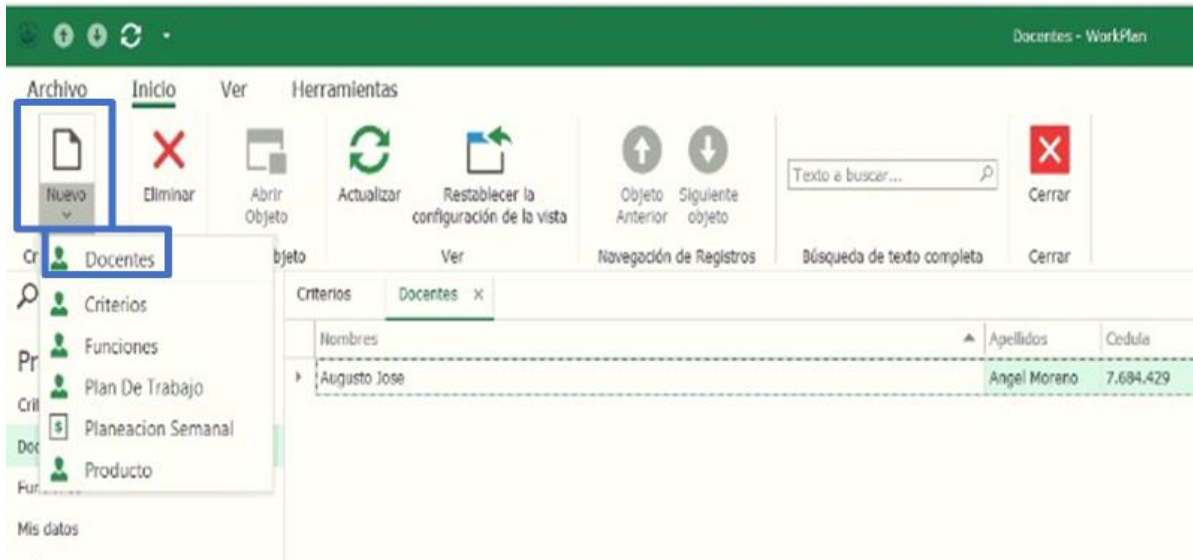 Docentes - WorkPlan
Archivo Inicio Ver Herramientas
Nuevo
Eliminar
Abrir
Objeto
Actualizar
Restablecer la
configuración de la vista
Objeto
Anterior
Siguiente
objeto
Texto a buscar...
Cerrar
Cr
bjeto
Ver
Navegación de Registros
Búsqueda de texto completa
Cerrar
Docentes
Criterios
Funciones
Plan De Trabajo
Planeacion Semanal
Producto
Pr
Doc
Mis datos
Criterios Docentes
Nombres Apellidos Cedula
Augusto Jose Angel Moreno 7.684.429